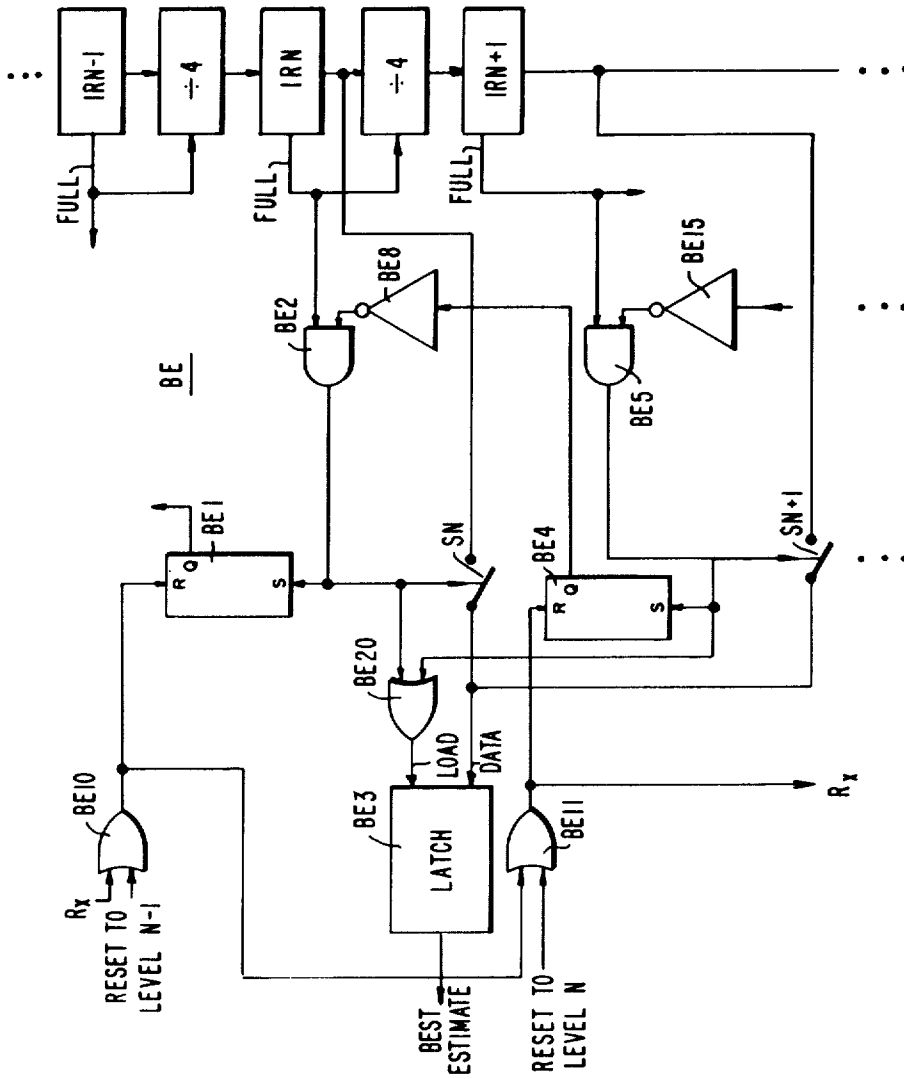 IRN-1
÷4
IRN
÷4
IRN+1
FULL
FULL
FULL
BE2
BE8
BE
BE5
BE15
BE1
R
Q
S
SN
BE4
R
Q
S
SN+1
BE20
LOAD
DATA
BE3
LATCH
BE10
RX
RESET TO
LEVEL N-1
BE11
RX
BEST
ESTIMATE
RESET TO
LEVEL N